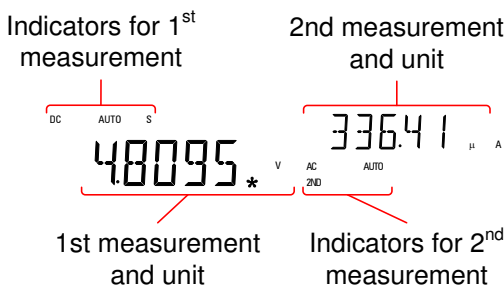 Indicators for 1st
measurement
2nd measurement
and unit
DC AUTO S
4.8095* V
336.41 μ A
AC AUTO
2ND
1st measurement
and unit
Indicators for 2nd
measurement